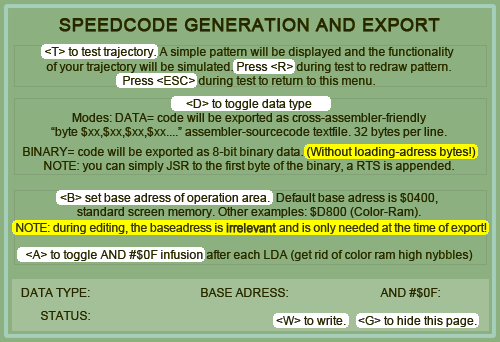 SPEEDCODE GENERATION AND EXPORT
<T> to test trajectory. A simple pattern will be displayed and the functionality
of your trajectory will be simulated. Press <R> during test to redraw pattern.
Press <ESC> during test to return to this menu.
<D> to toggle data type
Modes: DATA= code will be exported as cross-assembler-friendly
“byte $xx,$xx,$xx,$xx....” assembler-sourcecode textfile. 32 bytes per line.
BINARY= code will be exported as 8-bit binary data. (Without loading-adress bytes!)
NOTE: you can simply JSR to the first byte of the binary, a RTS is appended.
<B> set base adress of operation area. Default base adress is $0400,
standard screen memory. Other examples: $D800 (Color-Ram).
NOTE: during editing, the baseadress is irrelevant and is only needed at the time of export!
<A> to toggle AND #$0F infusion after each LDA (get rid of color ram high nybbles)
DATA TYPE: BASE ADRESS: AND #$0F:
STATUS: <W> to write. <G> to hide this page.